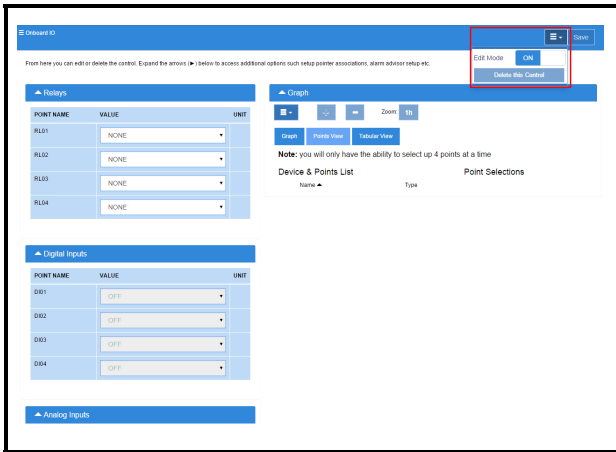 Onboard IO
Save
Edit Mode ON
Delete this Control
From here you can edit or delete the control. Expand the arrows (►) below to access additional options such setup pointer associations, alarm advisor setup etc.
Relays
POINT NAME VALUE UNIT
RL01 NONE
RL02 NONE
RL03 NONE
RL04 NONE
Digital Inputs
POINT NAME VALUE UNIT
DI01 OFF
DI02 OFF
DI03 OFF
DI04 OFF
Analog Inputs
Graph
Zoom: 1h
Graph Points View Tabular View
Note: you will only have the ability to select up 4 points at a time
Device & Points List Point Selections
Name Type